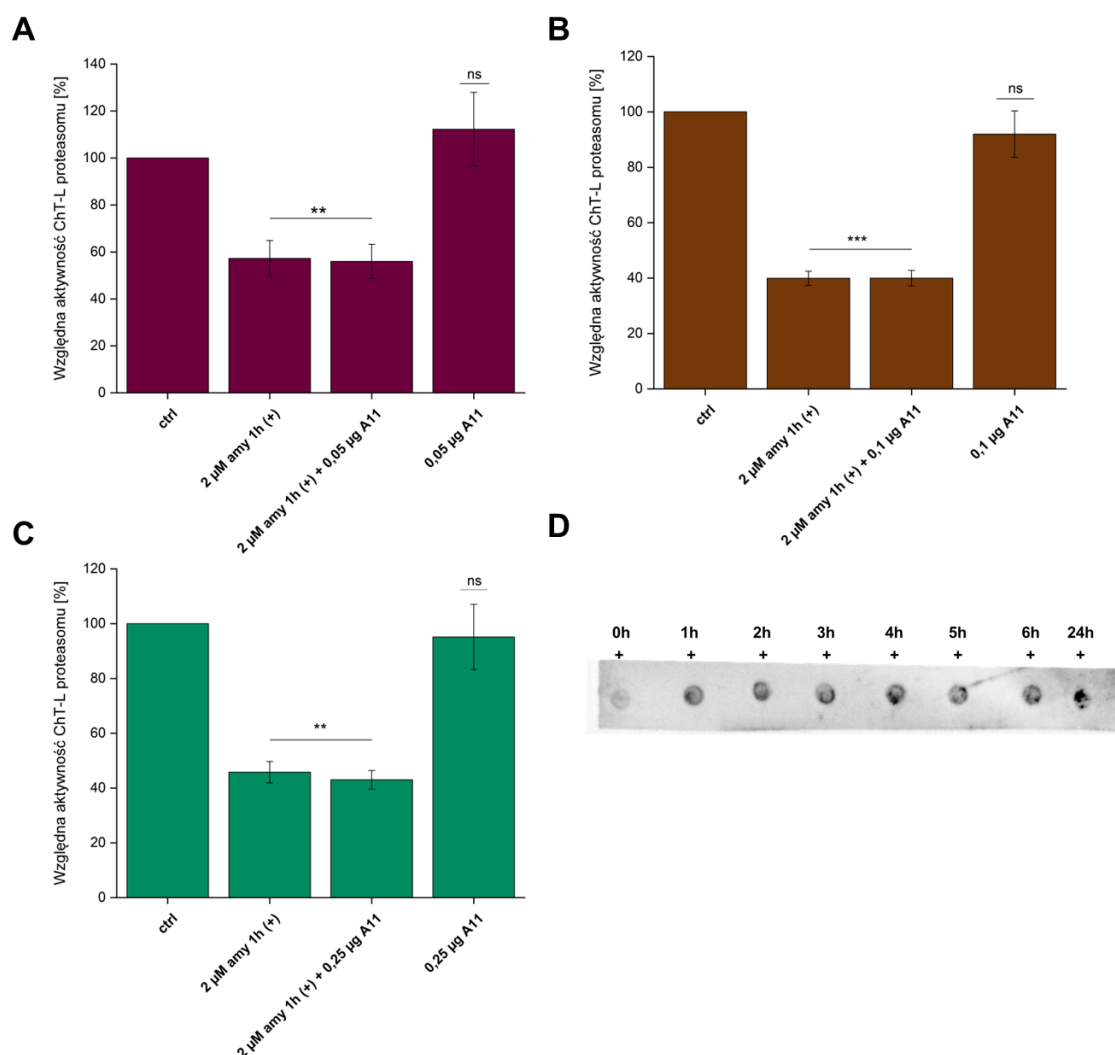 A
Względna aktywność ChT-L proteasomu [%]
140
120
100
80
60
40
20
0
**
ns
ctrl
2 µM amy 1h (+)
2 µM amy 1h (+) + 0,05 µg A11
0,05 µg A11
B
Względna aktywność ChT-L proteasomu [%]
120
100
80
60
40
20
0
***
ns
ctrl
2 µM amy 1h (+)
2 µM amy 1h (+) + 0,1 µg A11
0,1 µg A11
C
Względna aktywność ChT-L proteasomu [%]
120
100
80
60
40
20
0
**
ns
ctrl
2 µM amy 1h (+)
2 µM amy 1h (+) + 0,25 µg A11
0,25 µg A11
D
0h 1h 2h 3h 4h 5h 6h 24h
+ + + + + + + +